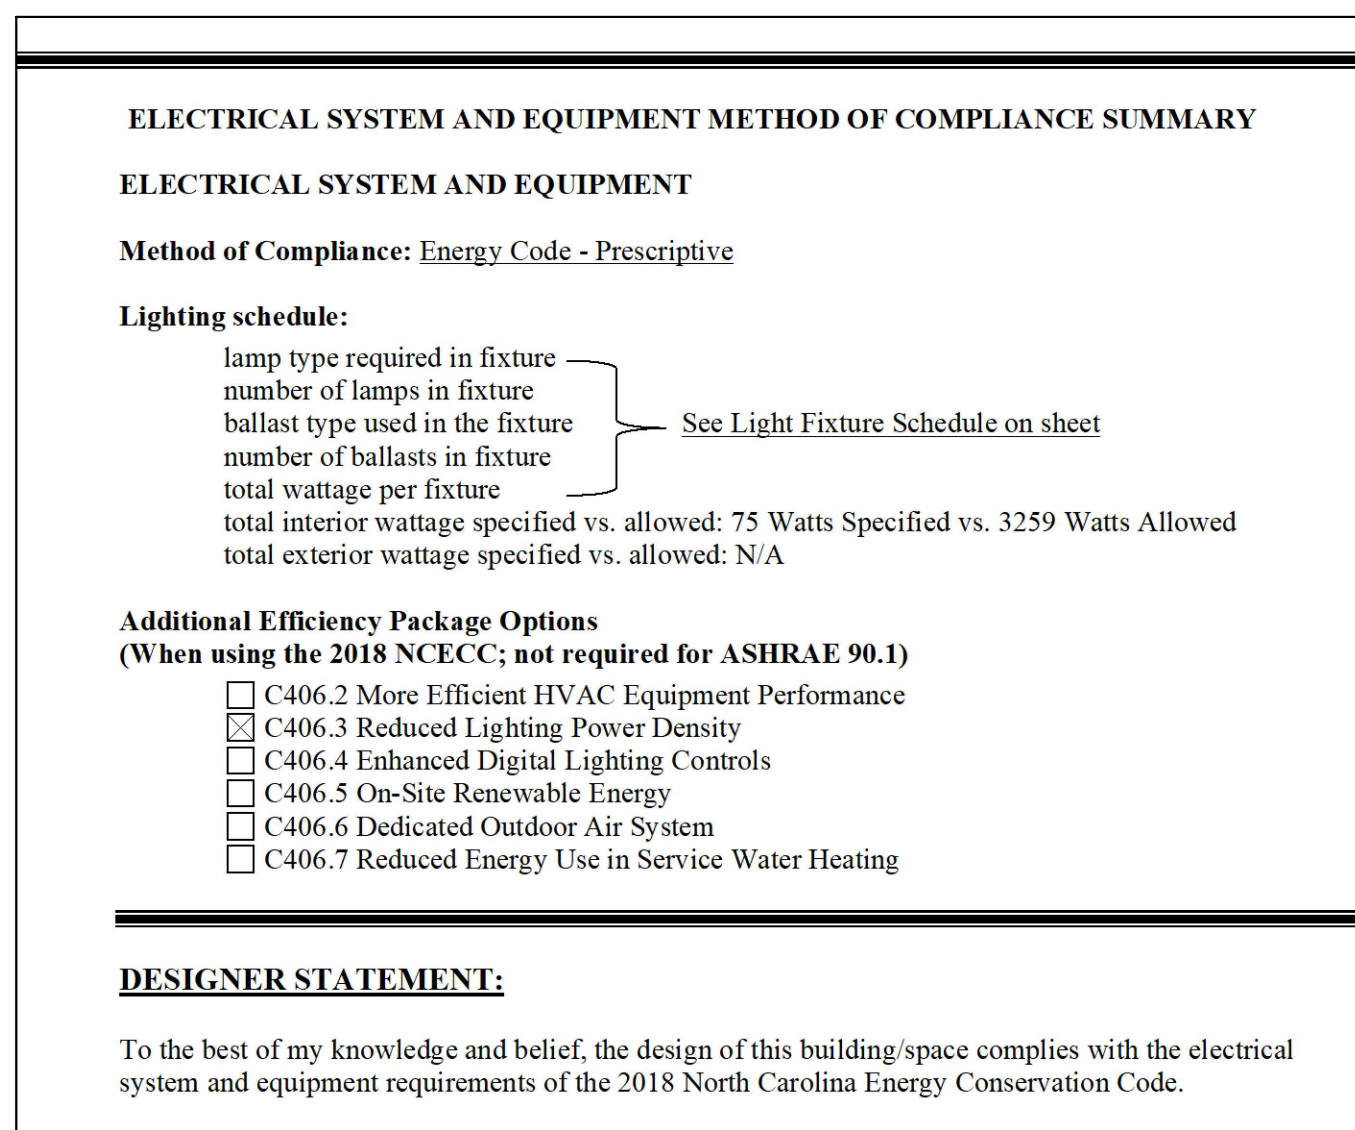 ELECTRICAL SYSTEM AND EQUIPMENT METHOD OF COMPLIANCE SUMMARY
ELECTRICAL SYSTEM AND EQUIPMENT
Method of Compliance: Energy Code - Prescriptive
Lighting schedule:
lamp type required in fixture
number of lamps in fixture
ballast type used in the fixture See Light Fixture Schedule on sheet
number of ballasts in fixture
total wattage per fixture
total interior wattage specified vs. allowed: 75 Watts Specified vs. 3259 Watts Allowed
total exterior wattage specified vs. allowed: N/A
Additional Efficiency Package Options
(When using the 2018 NCECC; not required for ASHRAE 90.1)
C406.2 More Efficient HVAC Equipment Performance
C406.3 Reduced Lighting Power Density
C406.4 Enhanced Digital Lighting Controls
C406.5 On-Site Renewable Energy
C406.6 Dedicated Outdoor Air System
C406.7 Reduced Energy Use in Service Water Heating
DESIGNER STATEMENT:
To the best of my knowledge and belief, the design of this building/space complies with the electrical
system and equipment requirements of the 2018 North Carolina Energy Conservation Code.